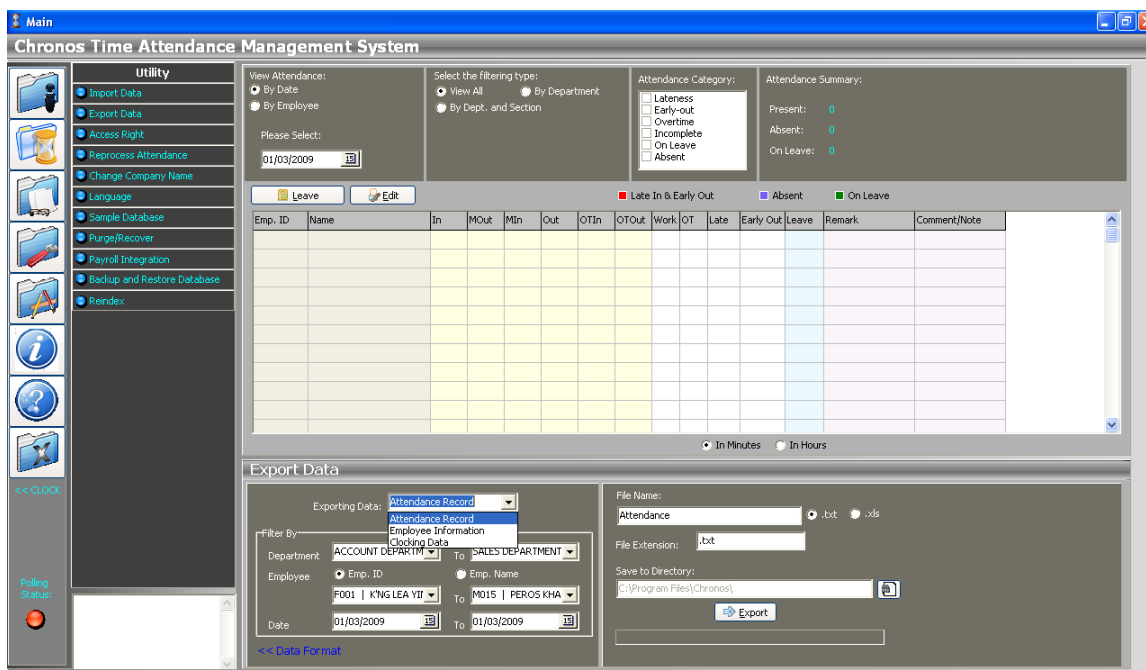 Main
Chronos Time Attendance Management System
Utility
Import Data
Export Data
Access Right
Reprocess Attendance
Change Company Name
Language
Sample Database
Purge/Recover
Payroll Integration
Backup and Restore Database
Reindex
<< CLOCK
Polling
Status:
View Attendance:
By Date
By Employee
Please Select:
01/03/2009
15
Select the filtering type:
View All By Department
By Dept. and Section
Attendance Category:
Lateness
Early-out
Overtime
Incomplete
On Leave
Absent
Attendance Summary:
Present: 0
Absent: 0
On Leave: 0
Leave Edit
Late In & Early Out Absent On Leave
Emp. ID Name In MOut MIn Out OTIn OTOut Work OT Late Early Out Leave Remark Comment/Note
In Minutes In Hours
Export Data
Exporting Data: Attendance Record
Attendance Record
Employee Information
Clocking Data
Filter By
Department ACCOUNT DEPARTM To SALES DEPARTMENT
Employee Emp. ID Emp. Name
F001 | K'NG LEA YII To M015 | PEROS KHA
Date 01/03/2009 15 To 01/03/2009 15
<< Data Format
File Name:
Attendance .txt .xls
File Extension: .txt
Save to Directory:
C:\Program Files\Chronos\
Export